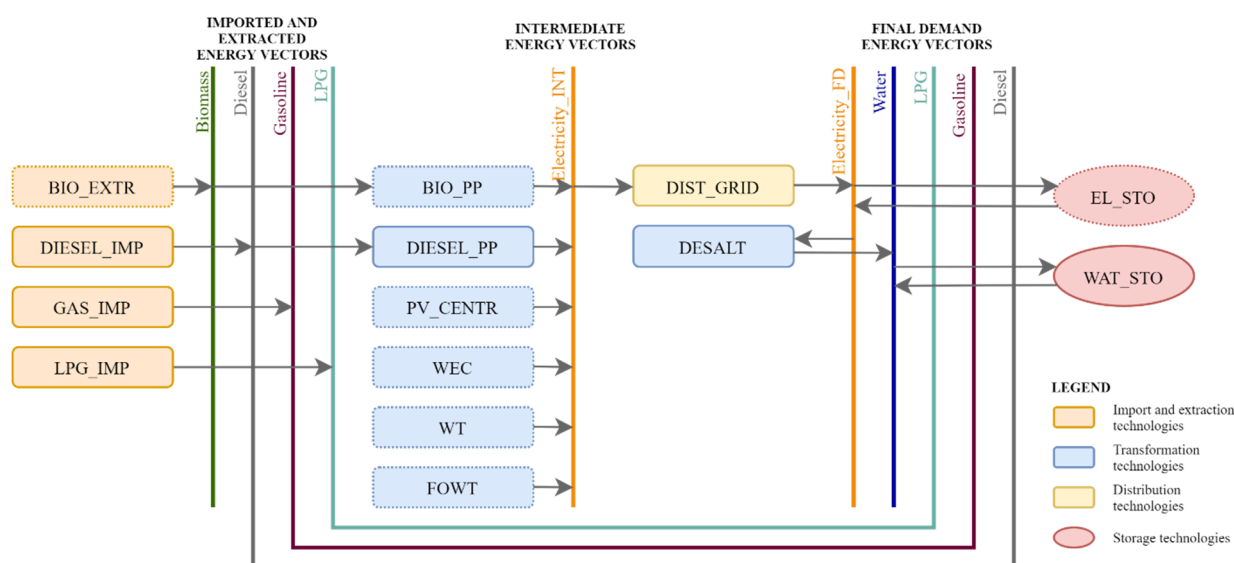 IMPORTED AND
EXTRACTED
ENERGY VECTORS
INTERMEDIATE
ENERGY VECTORS
FINAL DEMAND
ENERGY VECTORS
Biomass
Diesel
Gasoline
LPG
Electricity_INT
Electricity_FD
Water
LPG
Gasoline
Diesel
BIO_EXTR
BIO_PP
DIST_GRID
EL_STO
DIESEL_IMP
DIESEL_PP
DESALT
WAT_STO
GAS_IMP
PV_CENTR
LPG_IMP
WEC
WT
FOWT
LEGEND
Import and extraction
technologies
Transformation
technologies
Distribution
technologies
Storage technologies